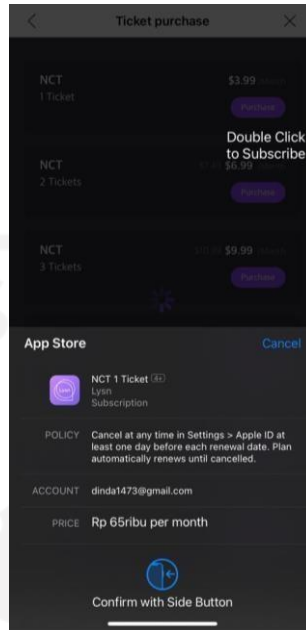 Ticket purchase
NCT
$3.99 /Month
1 Ticket
Purchase
Double Click
to Subscribe
NCT
$6.99 /Month
2 Tickets
Purchase
NCT
$9.99 /Month
3 Tickets
Purchase
App Store
Cancel
NCT 1 Ticket 4+
Lysn
Subscription
POLICY
Cancel at any time in Settings > Apple ID at
least one day before each renewal date. Plan
automatically renews until cancelled.
ACCOUNT
dinda1473@gmail.com
PRICE
Rp 65ribu per month
Confirm with Side Button